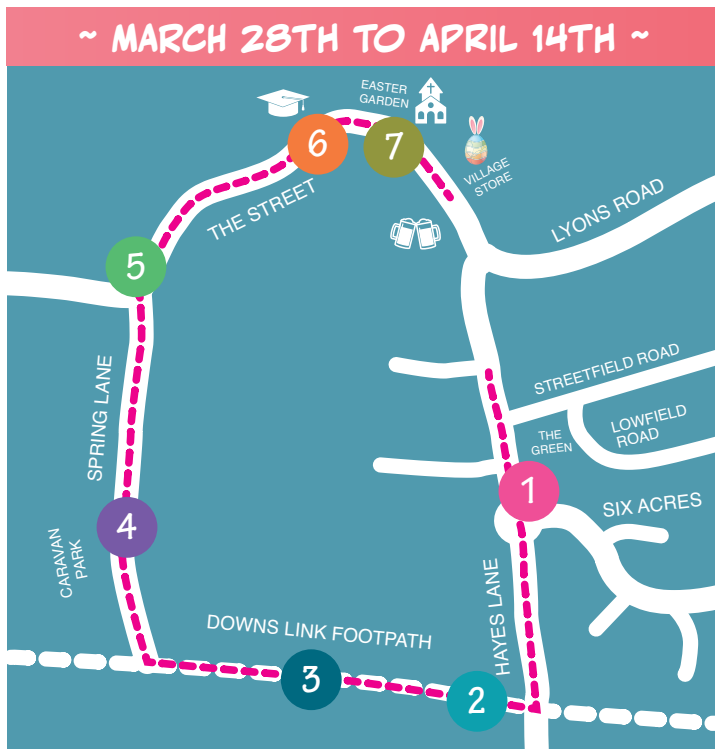 ~ MARCH 28TH TO APRIL 14TH ~
EASTER
GARDEN
6
7
VILLAGE
STORE
THE STREET
LYONS ROAD
5
SPRING LANE
STREETFIELD ROAD
THE
GREEN
LOWFIELD
ROAD
1
SIX ACRES
4
CARAVAN
PARK
HAYES LANE
DOWNS LINK FOOTPATH
3
2